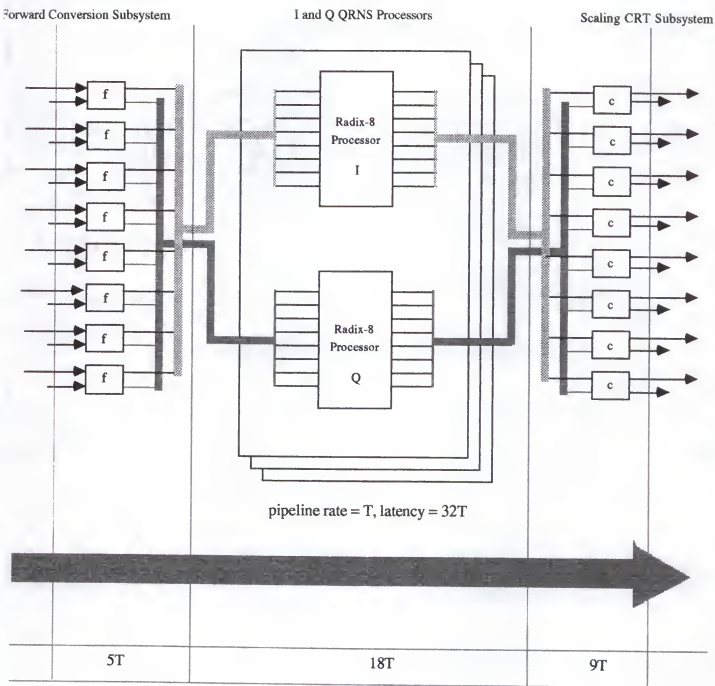 Forward Conversion Subsystem
I and Q QRNS Processors
Scaling CRT Subsystem
f
f
f
f
f
f
f
f
Radix-8
Processor
I
Radix-8
Processor
Q
c
c
c
c
c
c
c
c
pipeline rate = T, latency = 32T
5T
18T
9T